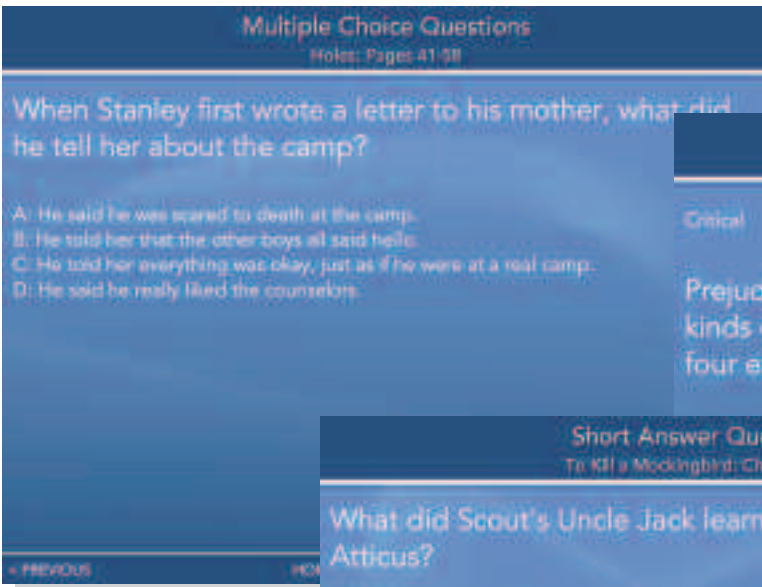 Multiple Choice Questions
Holes: Pages 41-58
When Stanley first wrote a letter to his mother, what did
he tell her about the camp?
A: He said he was scared to death at the camp.
B: He told her that the other boys all said hello.
C: He told her everything was okay, just as if he were at a real camp.
D: He said he really liked the counselors.
« PREVIOUS
HO
Critical
Prejud
kinds
four e
Short Answer Que
To Kill a Mockingbird: Ch
What did Scout's Uncle Jack learn
Atticus?